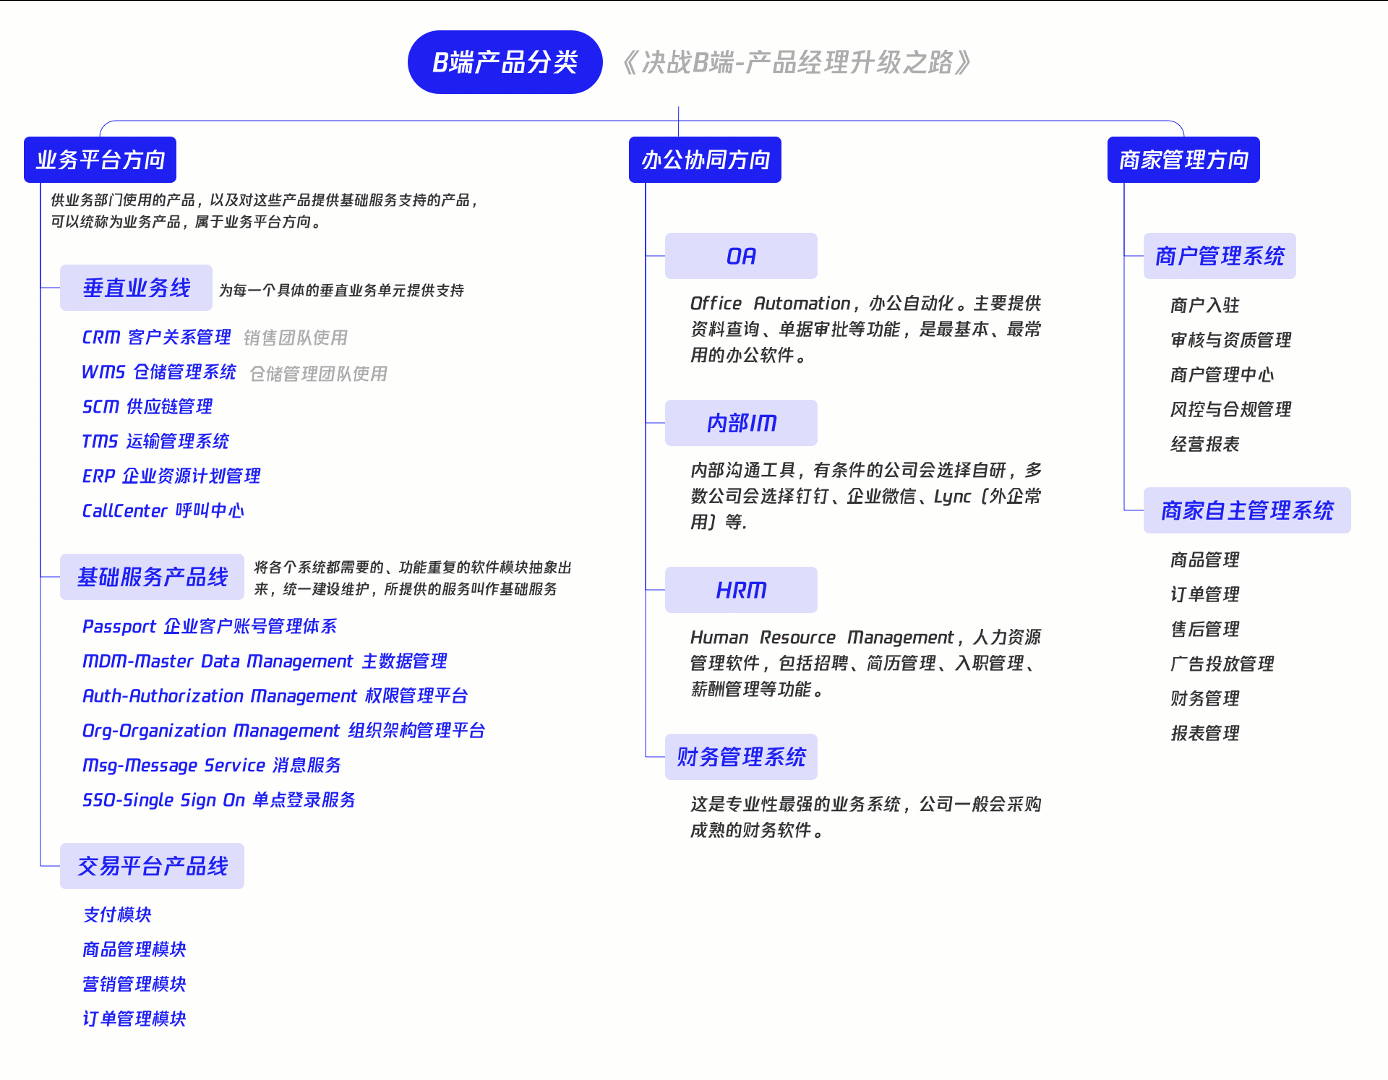 B端产品分类 《决战B端-产品经理升级之路》
业务平台方向
供业务部门使用的产品，以及对这些产品提供基础服务支持的产品，
可以统称为业务产品，属于业务平台方向。
垂直业务线 为每一个具体的垂直业务单元提供支持
CRM 客户关系管理 销售团队使用
WMS 仓储管理系统 仓储管理团队使用
SCM 供应链管理
TMS 运输管理系统
ERP 企业资源计划管理
CallCenter 呼叫中心
基础服务产品线
将各个系统都需要的、功能重复的软件模块抽象出
来，统一建设维护，所提供的服务叫作基础服务
Passport 企业客户账号管理体系
MDM-Master Data Management 主数据管理
Auth-Authorization Management 权限管理平台
Org-Organization Management 组织架构管理平台
Msg-Message Service 消息服务
SSO-Single Sign On 单点登录服务
交易平台产品线
支付模块
商品管理模块
营销管理模块
订单管理模块
办公协同方向
OA
Office Automation，办公自动化。主要提供
资料查询、单据审批等功能，是最基本、最常
用的办公软件。
内部IM
内部沟通工具，有条件的公司会选择自研，多
数公司会选择钉钉、企业微信、Lync（外企常
用）等.
HRM
Human Resource Management，人力资源
管理软件，包括招聘、简历管理、入职管理、
薪酬管理等功能。
财务管理系统
这是专业性最强的业务系统，公司一般会采购
成熟的财务软件。
商家管理方向
商户管理系统
商户入驻
审核与资质管理
商户管理中心
风控与合规管理
经营报表
商家自主管理系统
商品管理
订单管理
售后管理
广告投放管理
财务管理
报表管理